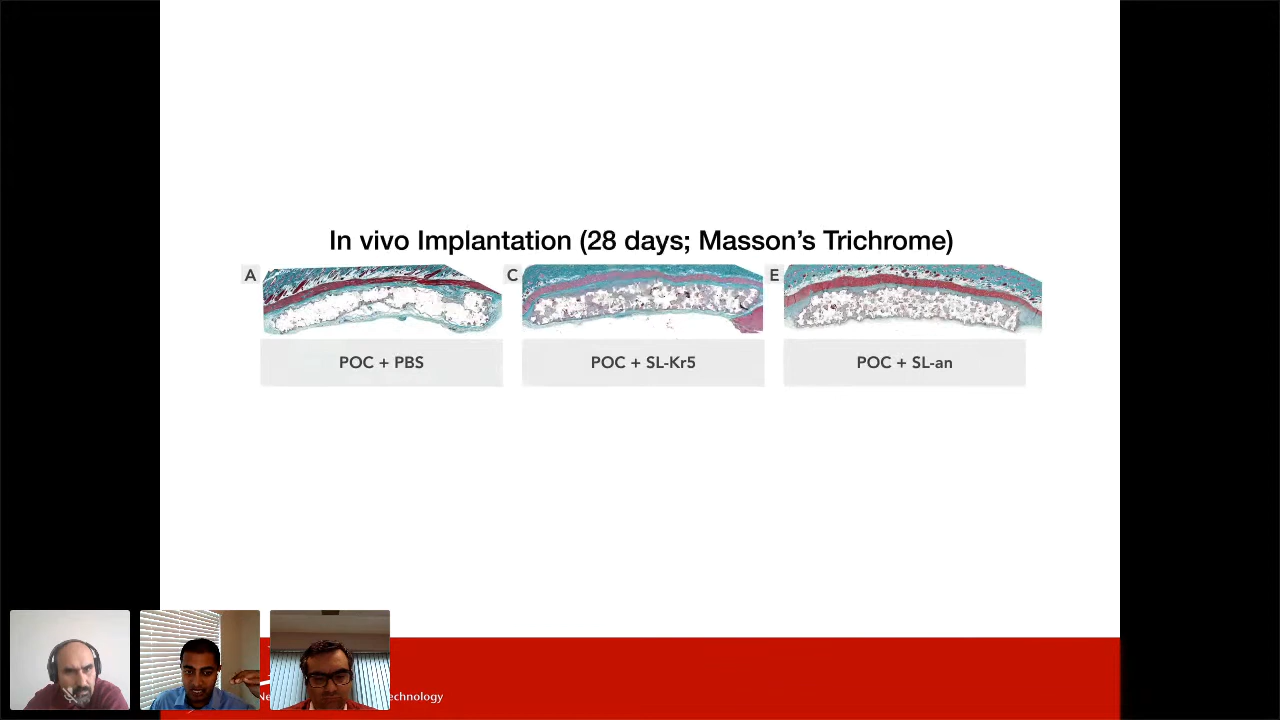 In vivo Implantation (28 days; Masson’s Trichrome)
A
C
E
POC + PBS
POC + SL-Kr5
POC + SL-an